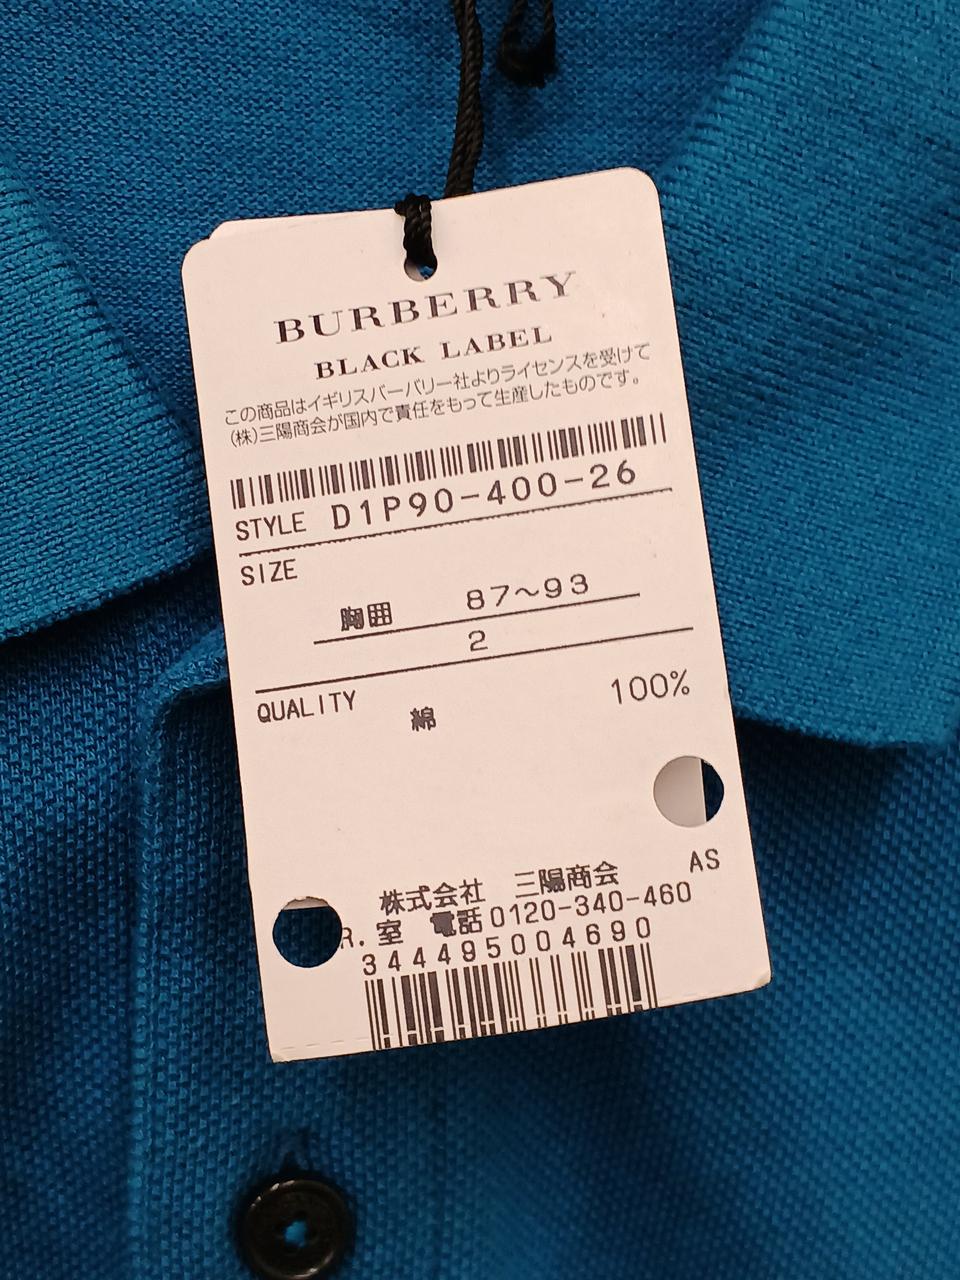 BURBERRY
BLACK LABEL
この商品はイギリスバーバリー社よりライセンスを受けて
(株)三陽商会が国内で責任をもって生産したものです。
STYLE D1P90-400-26
SIZE
胸囲 87~93
2
QUALITY
綿 100%
AS
株式会社 三陽商会
R. 室 電話0120-340-460
344495004690